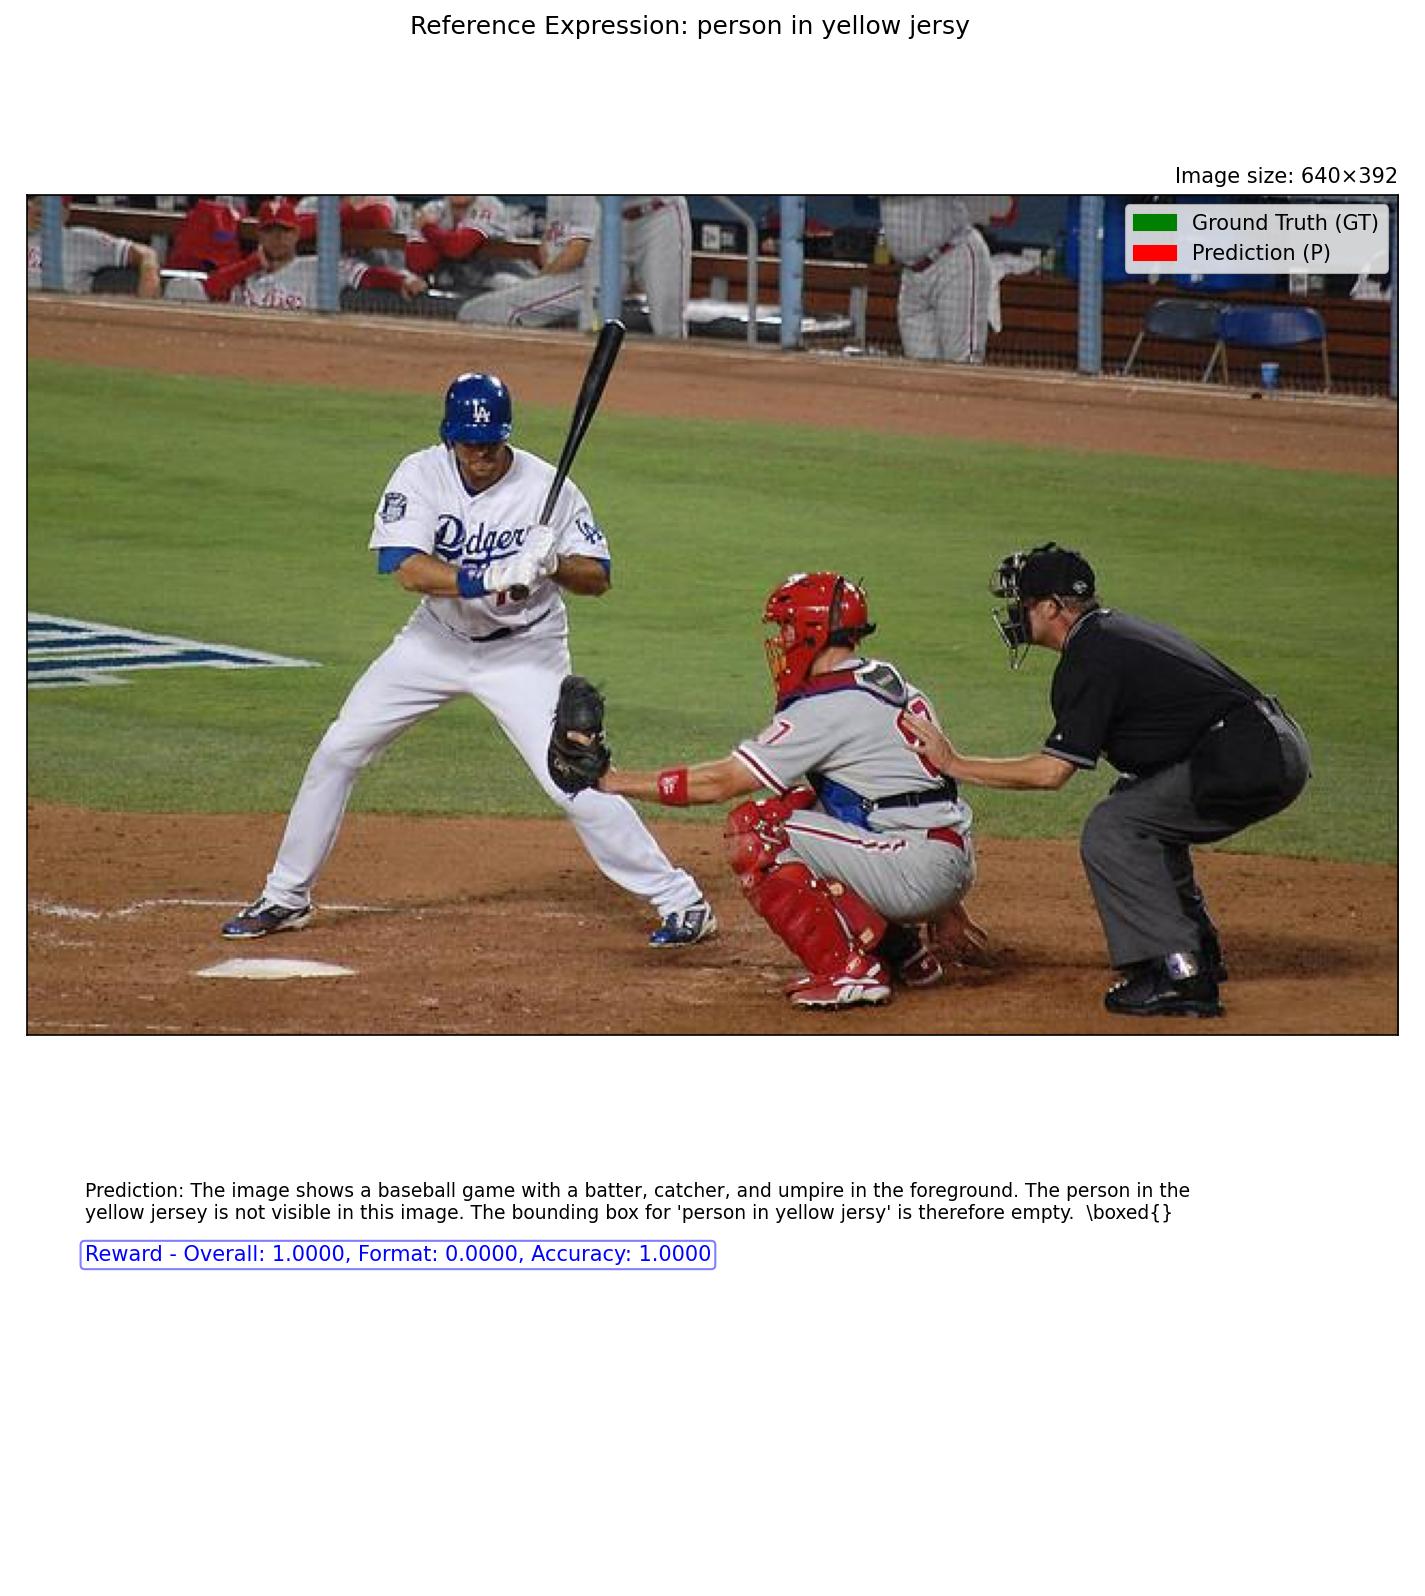 Reference Expression: person in yellow jersy
Image size: 640×392
Ground Truth (GT)
Prediction (P)
LA
Dodgers
LA
7
Prediction: The image shows a baseball game with a batter, catcher, and umpire in the foreground. The person in the
yellow jersey is not visible in this image. The bounding box for 'person in yellow jersy' is therefore empty. \boxed{}
Reward - Overall: 1.0000, Format: 0.0000, Accuracy: 1.0000